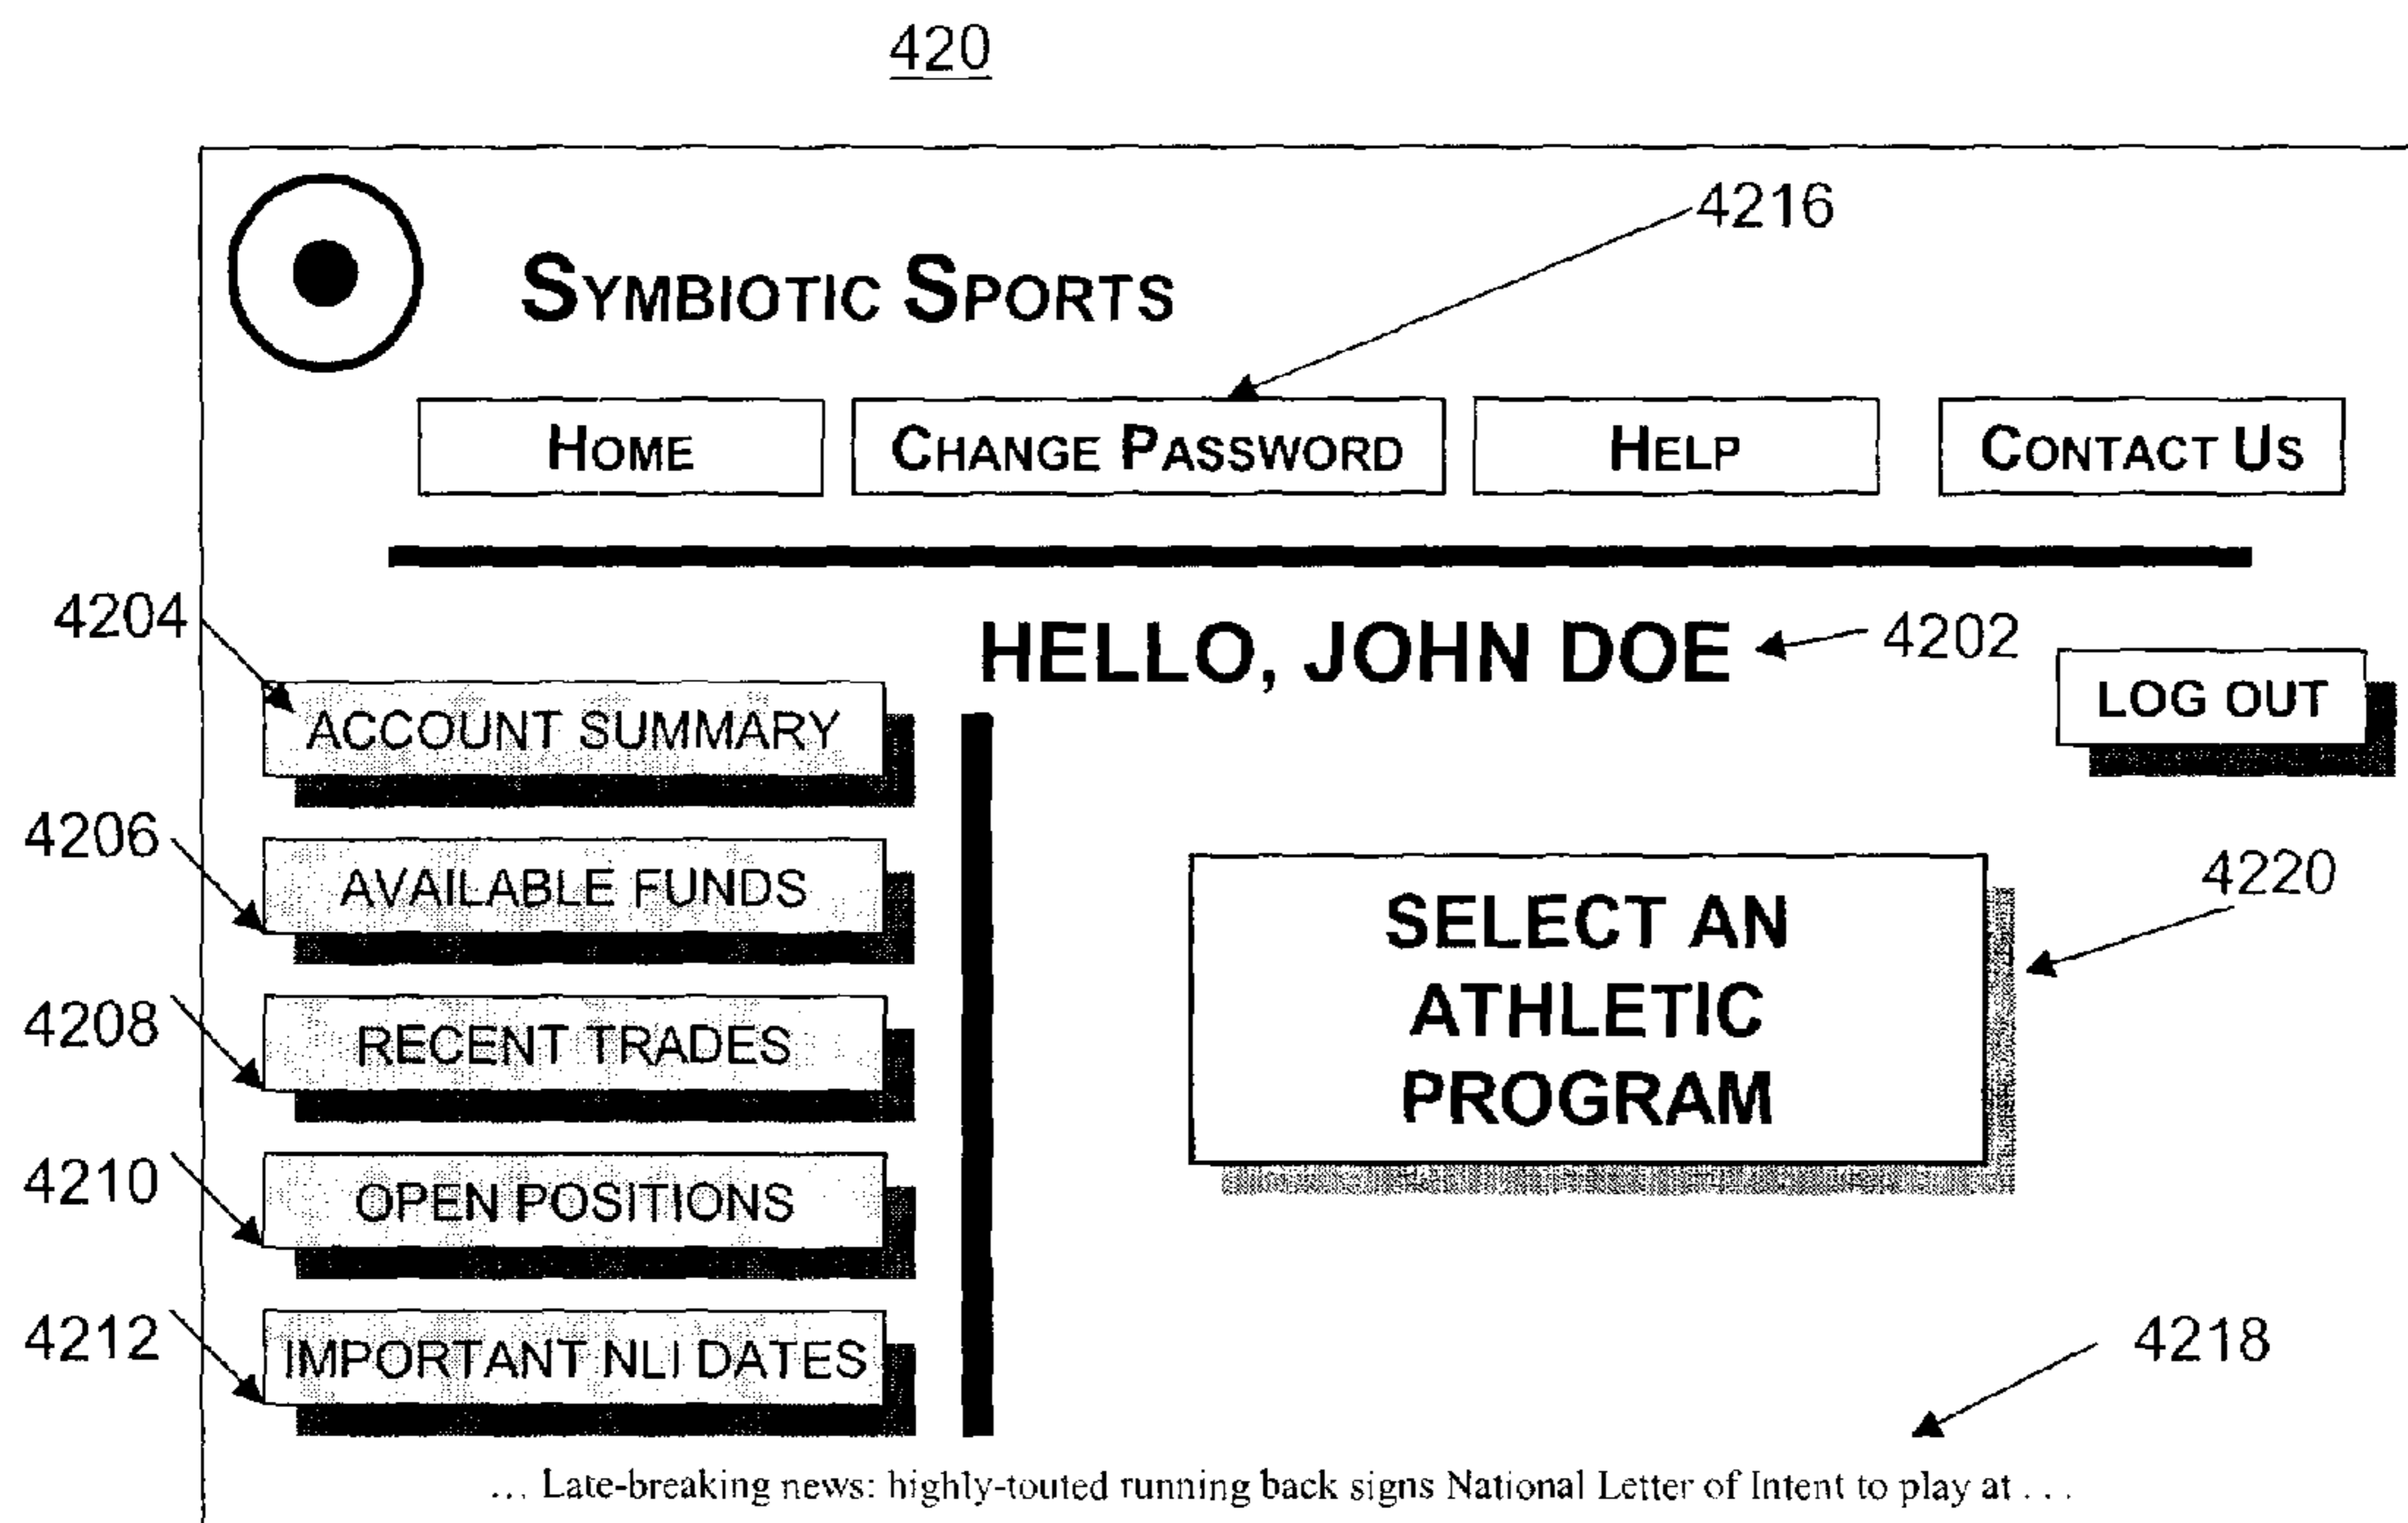 420
4216
SYMBIOTIC SPORTS
HOME
CHANGE PASSWORD
HELP
CONTACT US
4204
HELLO, JOHN DOE
4202
LOG OUT
ACCOUNT SUMMARY
4206
AVAILABLE FUNDS
4220
SELECT AN
ATHLETIC
PROGRAM
4208
RECENT TRADES
4210
OPEN POSITIONS
4212
IMPORTANT NLI DATES
4218
... Late-breaking news: highly-touted running back signs National Letter of Intent to play at . . .